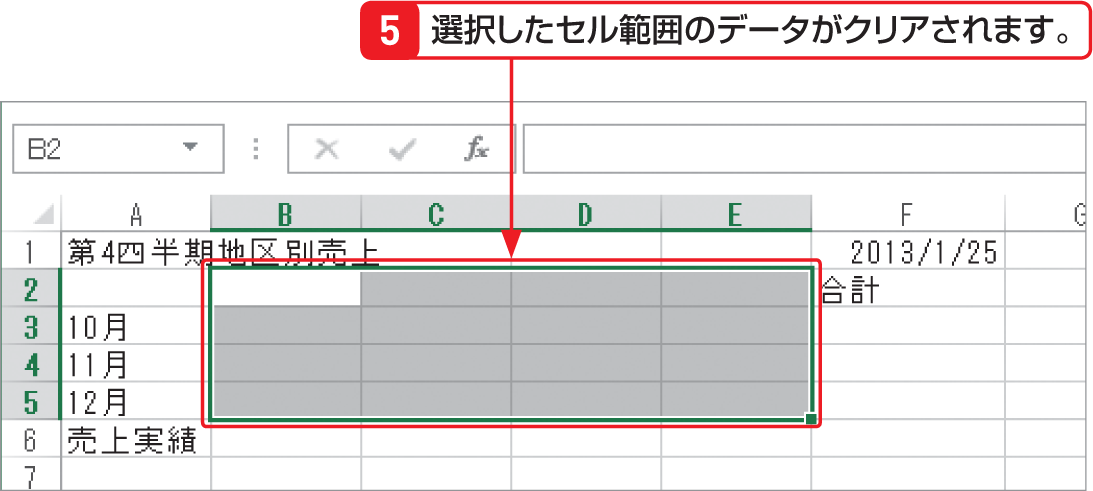 5 選択したセル範囲のデータがクリアされます。
B2 fx
A B C D E F G
1 第4四半期地区別売上 2013/1/25
2 合計
3 10月
4 11月
5 12月
6 売上実績
7